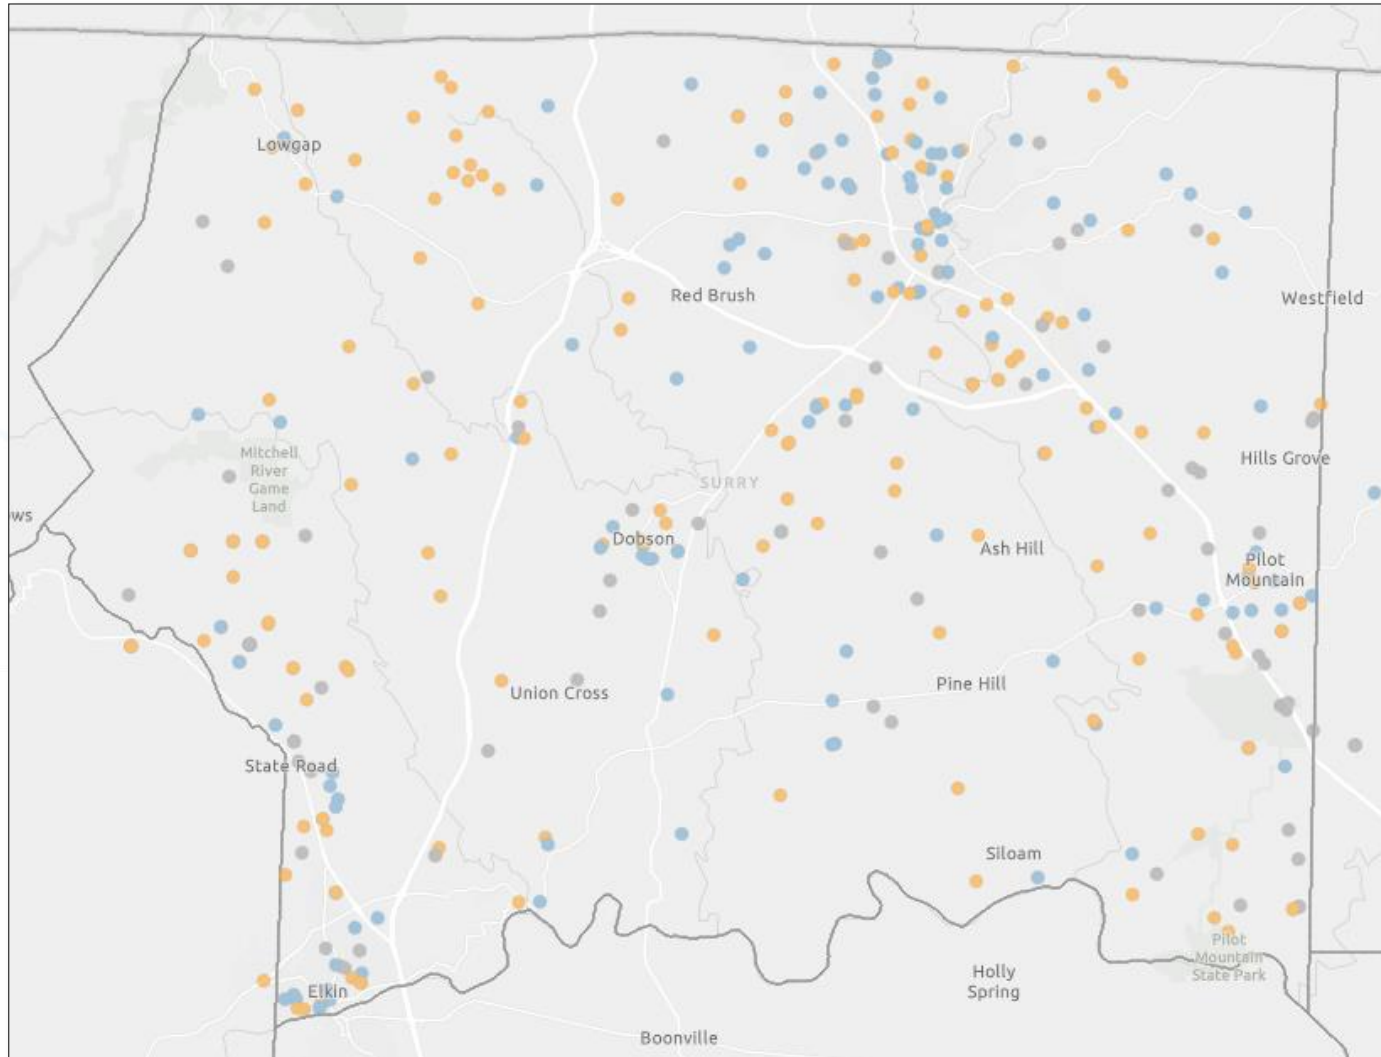 Lowgap
Red Brush
Westfield
Mitchell
River
Game
Land
Hills Grove
SURRY
ows
Dobson
Ash Hill
Pilot
Mountain
Union Cross
Pine Hill
State Road
Siloam
Pilot
Mountain
State Park
Holly
Spring
Elkin
Boonville